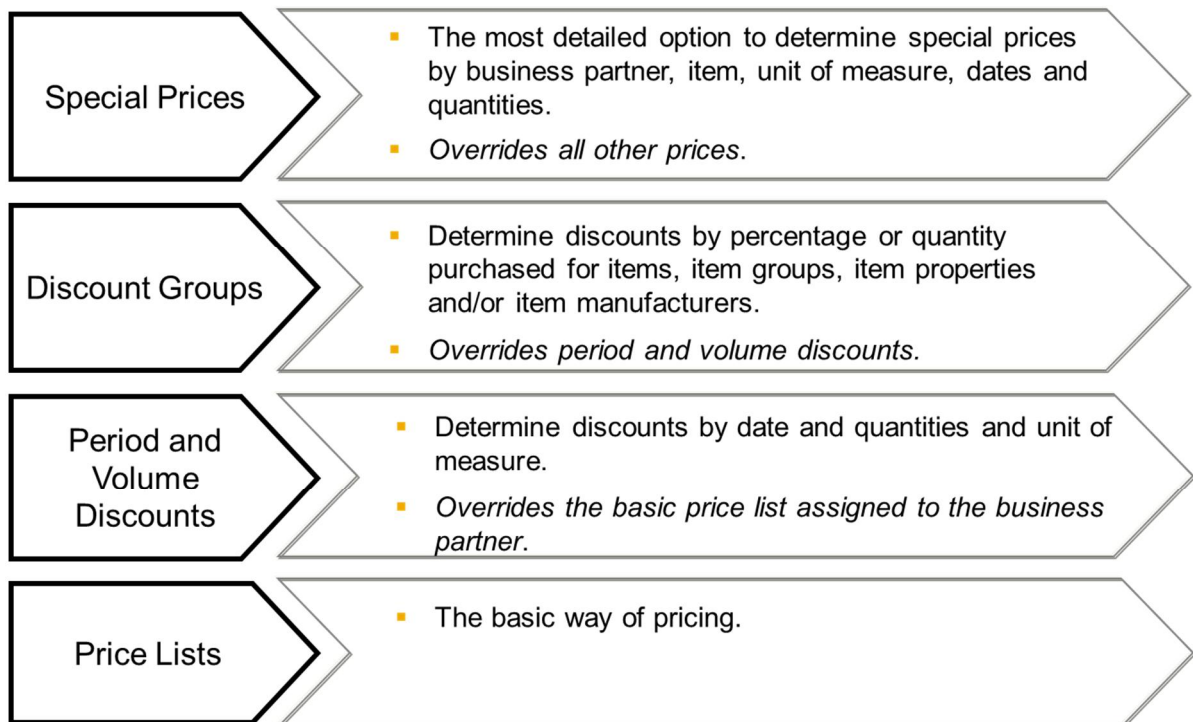 Special Prices
The most detailed option to determine special prices
by business partner, item, unit of measure, dates and
quantities.
Overrides all other prices.
Discount Groups
Determine discounts by percentage or quantity
purchased for items, item groups, item properties
and/or item manufacturers.
Overrides period and volume discounts.
Period and
Volume
Discounts
Determine discounts by date and quantities and unit of
measure.
Overrides the basic price list assigned to the business
partner.
Price Lists
The basic way of pricing.